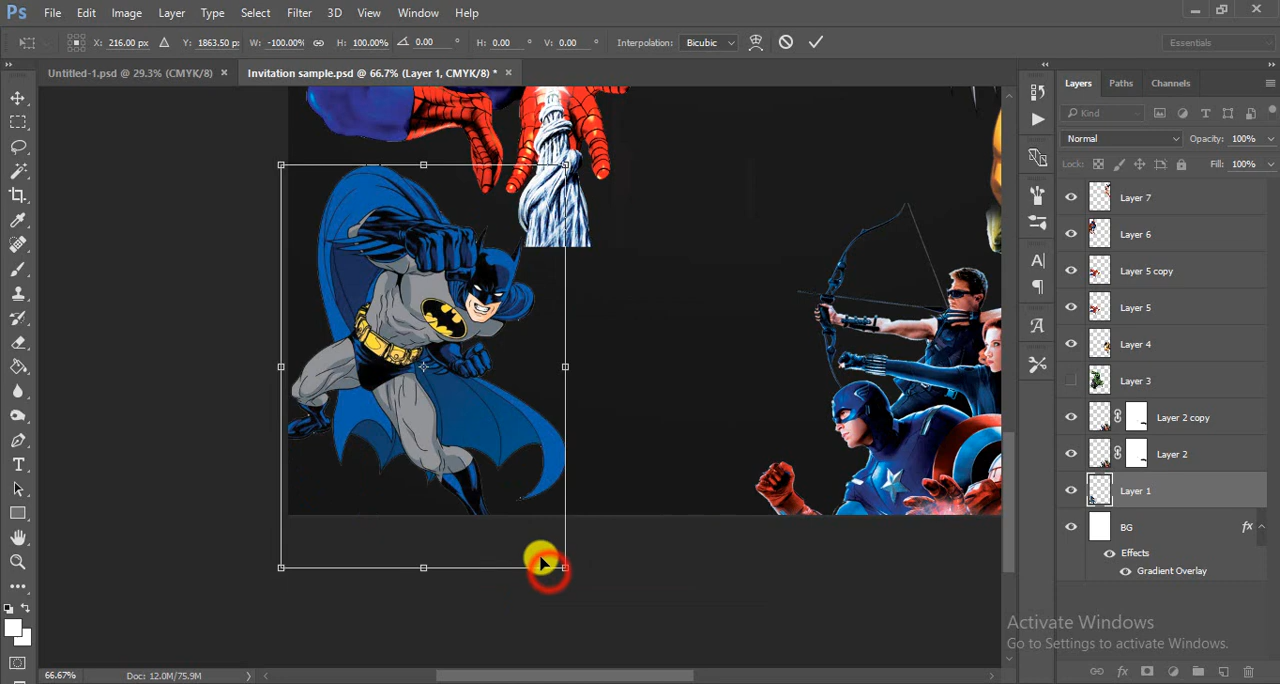 Ps File Edit Image Layer Type Select Filter 3D View Window Help
X: 216.00 px Y: 1863.50 p: W: -100.00% H: 100.00% 0.00 ° H: 0.00 ° V: 0.00 ° Interpolation: Bicubic Essentials
Untitled-1.psd @ 29.3% (CMYK/8) × Invitation sample.psd @ 66.7% (Layer 1, CMYK/8) * ×
Layers Paths Channels
Kind
Normal Opacity: 100%
Lock: Fill: 100%
Layer 7
Layer 6
Layer 5 copy
Layer 5
Layer 4
Layer 3
Layer 2 copy
Layer 2
Layer 1
BG fx
Effects
Gradient Overlay
Activate Windows
Go to Settings to activate Windows.
66.67% Doc: 12.0M/75.9M